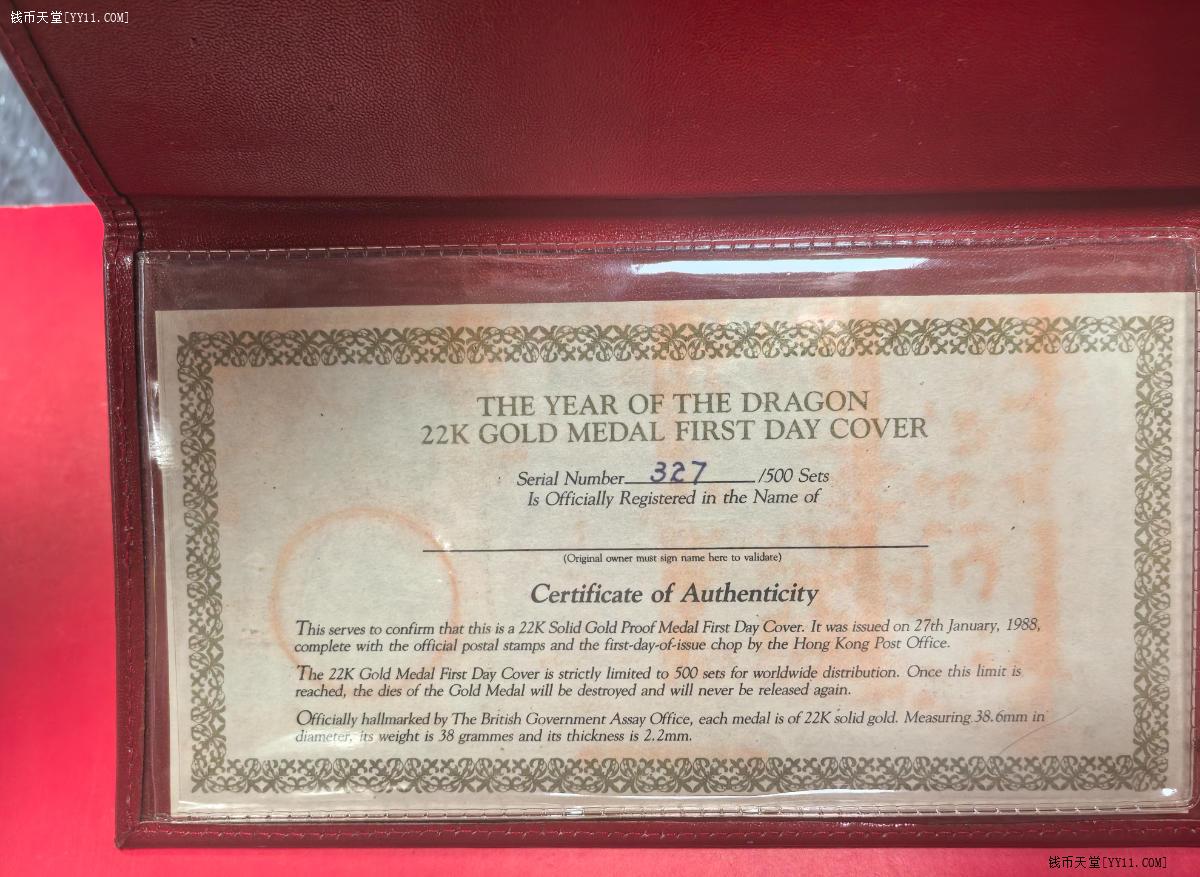 钱币天堂[YY11.COM]
THE YEAR OF THE DRAGON
22K GOLD MEDAL FIRST DAY COVER
Serial Number 327 /500 Sets
Is Officially Registered in the Name of
(Original owner must sign name here to validate)
Certificate of Authenticity
This serves to confirm that this is a 22K Solid Gold Proof Medal First Day Cover. It was issued on 27th January, 1988,
complete with the official postal stamps and the first-day-of-issue chop by the Hong Kong Post Office.
The 22K Gold Medal First Day Cover is strictly limited to 500 sets for worldwide distribution. Once this limit is
reached, the dies of the Gold Medal will be destroyed and will never be released again.
Officially hallmarked by The British Government Assay Office, each medal is of 22K solid gold. Measuring 38.6mm in
diameter, its weight is 38 grammes and its thickness is 2.2mm.
钱币天堂[YY11.COM]